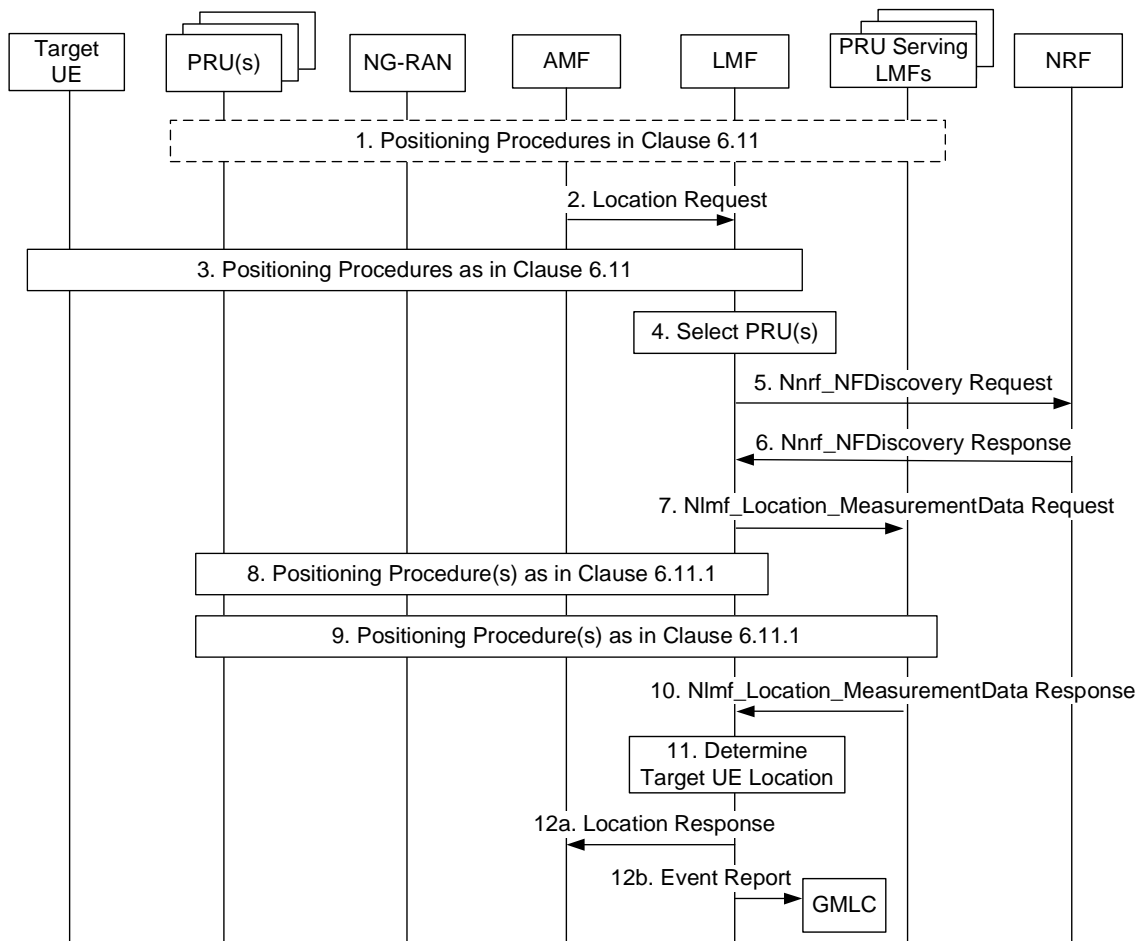 Target
UE
PRU(s)
NG-RAN
AMF
LMF
PRU Serving
LMFs
NRF
1. Positioning Procedures in Clause 6.11
2. Location Request
3. Positioning Procedures as in Clause 6.11
4. Select PRU(s)
5. Nnrf_NFDiscovery Request
6. Nnrf_NFDiscovery Response
7. Nlmf_Location_MeasurementData Request
8. Positioning Procedure(s) as in Clause 6.11.1
9. Positioning Procedure(s) as in Clause 6.11.1
10. Nlmf_Location_MeasurementData Response
11. Determine
Target UE Location
12a. Location Response
12b. Event Report
GMLC